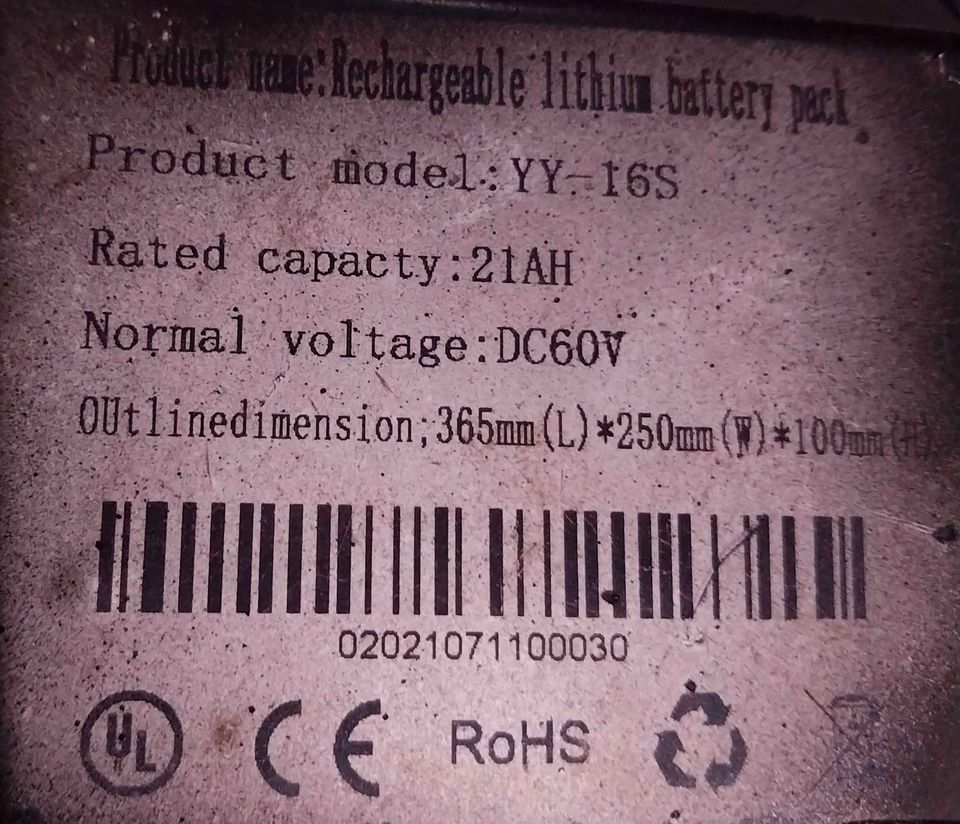 Product name:Rechargeable lithium battery pack.
Product model:YY-16S
Rated capacty:21AH
Normal voltage:DC60V
OUtlinedimension;365mm(L)*250mm(W)*100mm(H)
02021071100030
UL CE RoHS